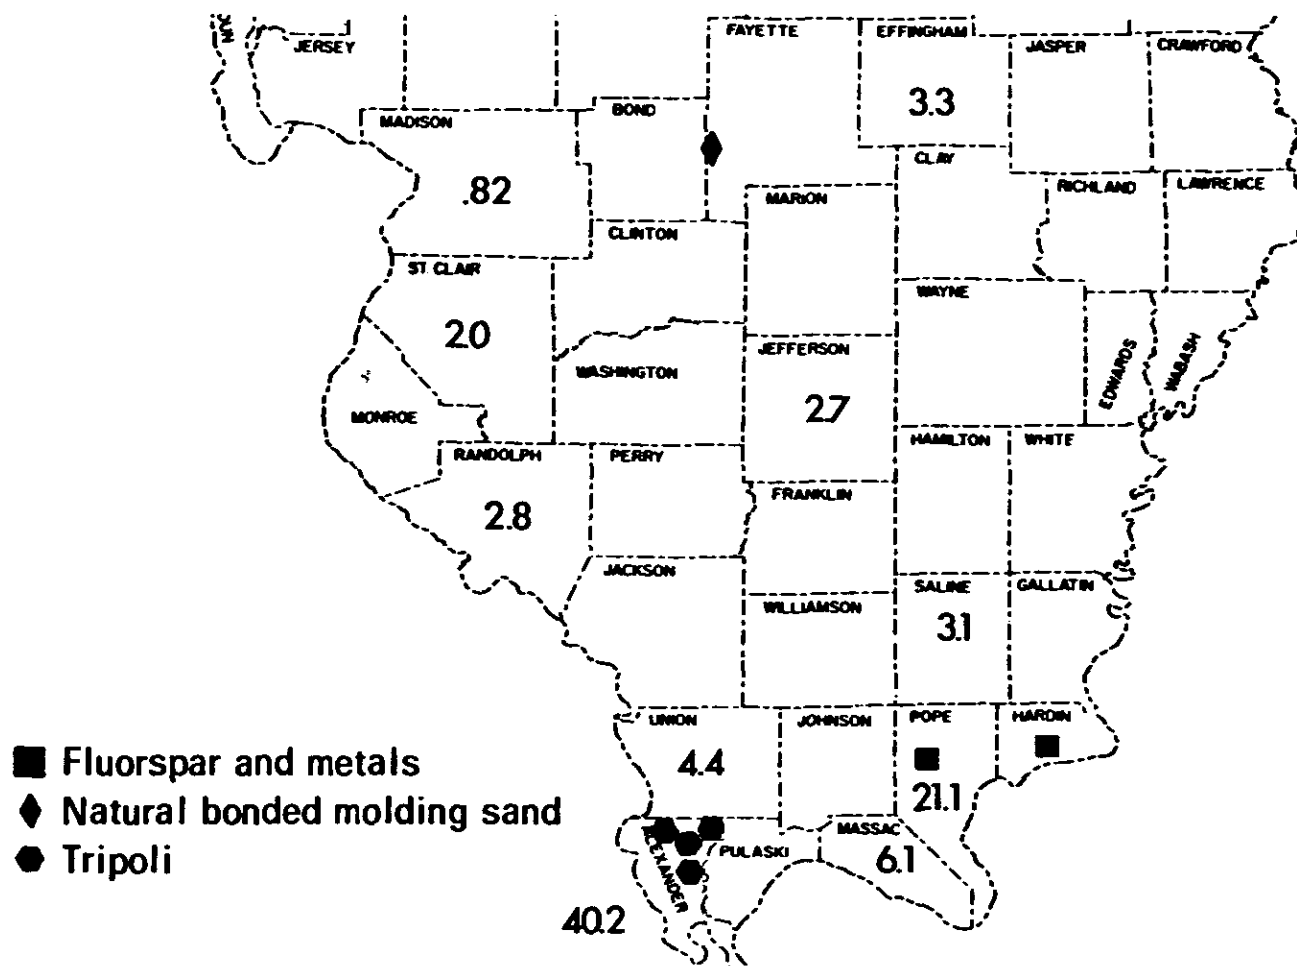 FAYETTE
EFFINGHAM
JERSEY
JASPER
CRAWFORD
3.3
BOND
MADISON
CLAY
.82
RICHLAND
LAWRENCE
MARION
CLINTON
ST. CLAIR
WAYNE
2.0
JEFFERSON
EDWARDS
WABASH
WASHINGTON
2.7
MONROE
HAMILTON
WHITE
RANDOLPH
PERRY
FRANKLIN
2.8
JACKSON
SALINE
GALLATIN
WILLIAMSON
3.1
UNION
JOHNSON
POPE
HARDIN
4.4
21.1
MASSAC
PULASKI
6.1
ALEXANDER
40.2
Fluorspar and metals
Natural bonded molding sand
Tripoli